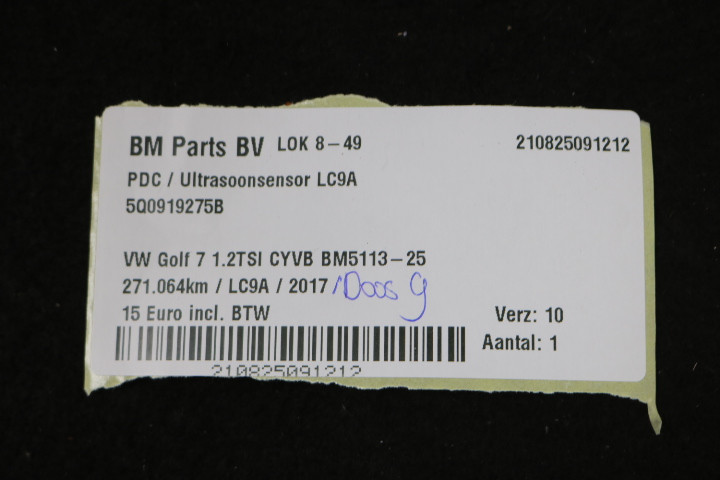 BM Parts BV LOK 8-49 210825091212
PDC / Ultrasoonsensor LC9A
5Q0919275B
VW Golf 7 1.2TSI CYVB BM5113-25
271.064km / LC9A / 2017 Doos 9
15 Euro incl. BTW Verz: 10
Aantal: 1
210825091212